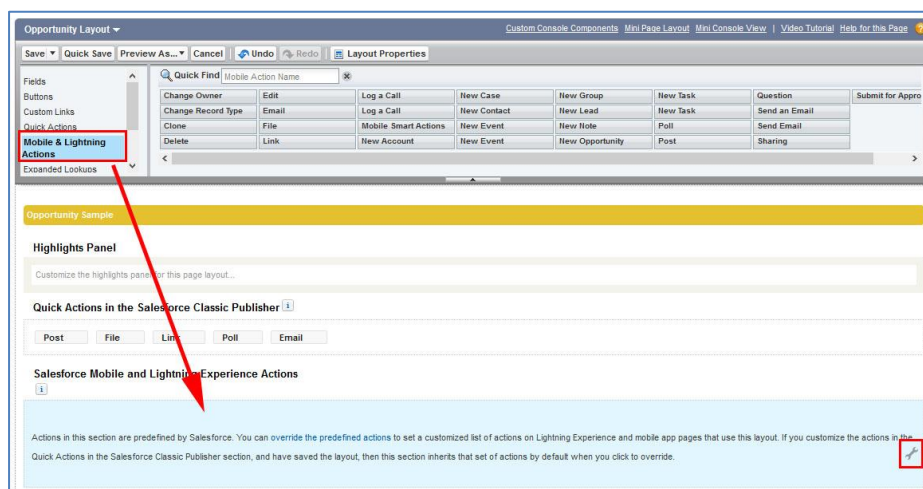 Opportunity Layout
Custom Console Components Mini Page Layout Mini Console View | Video Tutorial Help for this Page
Save Quick Save Preview As... Cancel Undo Redo Layout Properties
Fields
Buttons
Custom Links
Quick Actions
Mobile & Lightning
Actions
Expanded Lookups
Quick Find Mobile Action Name
Change Owner Edit Log a Call New Case New Group New Task Question Submit for Appro
Change Record Type Email Log a Call New Contact New Lead New Task Send an Email
Clone File Mobile Smart Actions New Event New Note Poll Send Email
Delete Link New Account New Event New Opportunity Post Sharing
Opportunity Sample
Highlights Panel
Customize the highlights panel for this page layout...
Quick Actions in the Salesforce Classic Publisher
Post File Link Poll Email
Salesforce Mobile and Lightning Experience Actions
Actions in this section are predefined by Salesforce. You can override the predefined actions to set a customized list of actions on Lightning Experience and mobile app pages that use this layout. If you customize the actions in the
Quick Actions in the Salesforce Classic Publisher section, and have saved the layout, then this section inherits that set of actions by default when you click to override.